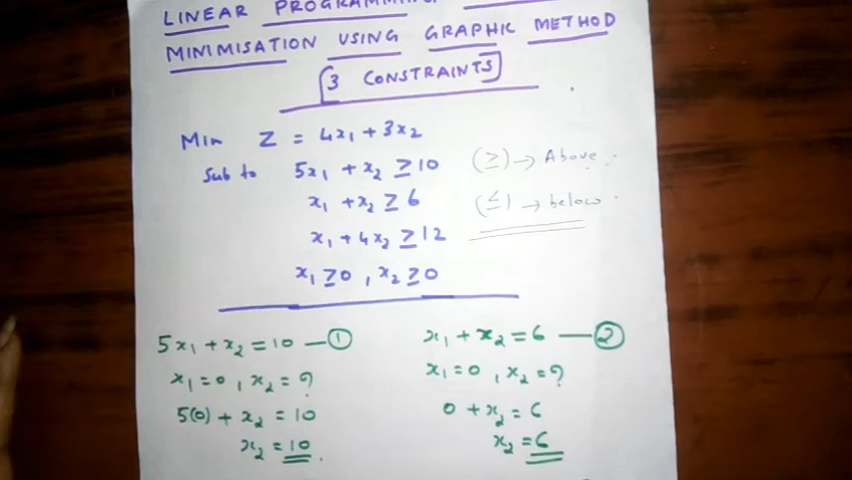 LINEAR PROGRAMMING
MINIMISATION USING GRAPHIC METHOD
[3 CONSTRAINTS]
Min Z = 4x₁ + 3x₂
Sub to 5x₁ + x₂ ≥ 10 (≥) → Above
x₁ + x₂ ≥ 6 (≤) → below
x₁ + 4x₂ ≥ 12
x₁ ≥ 0, x₂ ≥ 0
5x₁ + x₂ = 10 — ①
x₁ = 0, x₂ = ?
5(0) + x₂ = 10
x₂ = 10
x₁ + x₂ = 6 — ②
x₁ = 0, x₂ = ?
0 + x₂ = 6
x₂ = 6